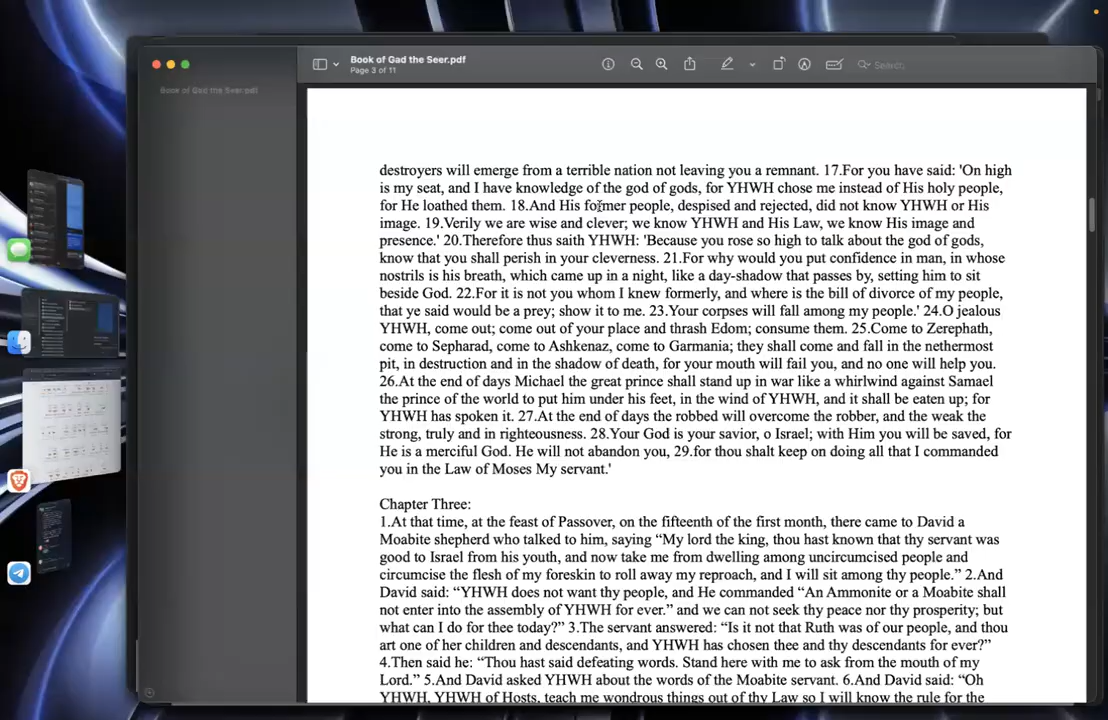 Book of Gad the Seer.pdf
Page 3 of 11
Search
Book of Gad the Seer.pdf
destroyers will emerge from a terrible nation not leaving you a remnant. 17.For you have said: 'On high
is my seat, and I have knowledge of the god of gods, for YHWH chose me instead of His holy people,
for He loathed them. 18.And His former people, despised and rejected, did not know YHWH or His
image. 19.Verily we are wise and clever; we know YHWH and His Law, we know His image and
presence.' 20.Therefore thus saith YHWH: 'Because you rose so high to talk about the god of gods,
know that you shall perish in your cleverness. 21.For why would you put confidence in man, in whose
nostrils is his breath, which came up in a night, like a day-shadow that passes by, setting him to sit
beside God. 22.For it is not you whom I knew formerly, and where is the bill of divorce of my people,
that ye said would be a prey; show it to me. 23.Your corpses will fall among my people.' 24.O jealous
YHWH, come out; come out of your place and thrash Edom; consume them. 25.Come to Zerephath,
come to Sepharad, come to Ashkenaz, come to Garmania; they shall come and fall in the nethermost
pit, in destruction and in the shadow of death, for your mouth will fail you, and no one will help you.
26.At the end of days Michael the great prince shall stand up in war like a whirlwind against Samael
the prince of the world to put him under his feet, in the wind of YHWH, and it shall be eaten up; for
YHWH has spoken it. 27.At the end of days the robbed will overcome the robber, and the weak the
strong, truly and in righteousness. 28.Your God is your savior, o Israel; with Him you will be saved, for
He is a merciful God. He will not abandon you, 29.for thou shalt keep on doing all that I commanded
you in the Law of Moses My servant.'
Chapter Three:
1.At that time, at the feast of Passover, on the fifteenth of the first month, there came to David a
Moabite shepherd who talked to him, saying “My lord the king, thou hast known that thy servant was
good to Israel from his youth, and now take me from dwelling among uncircumcised people and
circumcise the flesh of my foreskin to roll away my reproach, and I will sit among thy people.” 2.And
David said: “YHWH does not want thy people, and He commanded “An Ammonite or a Moabite shall
not enter into the assembly of YHWH for ever.” and we can not seek thy peace nor thy prosperity; but
what can I do for thee today?” 3.The servant answered: “Is it not that Ruth was of our people, and thou
art one of her children and descendants, and YHWH has chosen thee and thy descendants for ever?”
4.Then said he: “Thou hast said defeating words. Stand here with me to ask from the mouth of my
Lord.” 5.And David asked YHWH about the words of the Moabite servant. 6.And David said: “Oh
YHWH, YHWH of Hosts, teach me wondrous things out of thy Law so I will know the rule for the